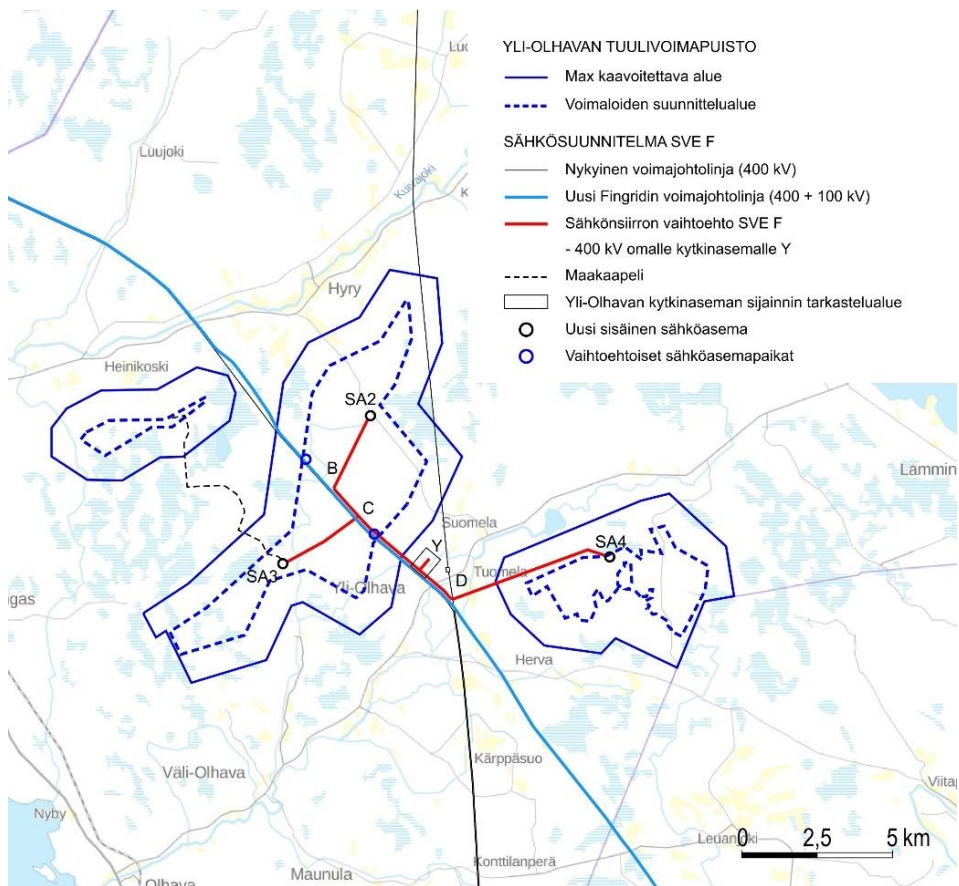 YLI-OLHAVAN TUULIVOIMAPUISTO
Max kaavoitettava alue
Voimaloiden suunnittelualue
SÄHKÖSUUNNITELMA SVE F
Nykyinen voimajohtolinja (400 kV)
Uusi Fingridin voimajohtolinja (400 + 100 kV)
Sähkönsiirron vaihtoehto SVE F
- 400 kV omalle kytkinasemalle Y
Maakaapeli
Yli-Olhavan kytkinaseman sijainnin tarkastelualue
Uusi sisäinen sähköasema
Vaihtoehtoiset sähköasemapaikat
Luujoki
Kuivajoki
Hyry
Heinikoski
SA2
B
C
Suomela
Y
SA3
Yli-Olhava
D
Tuomela
SA4
Lammin
ngas
Herva
Kärppäsuo
Väli-Olhava
Nyby
Viitap
Leuanjoki
0 2,5 5 km
Konttilanperä
Maunula
Olhava